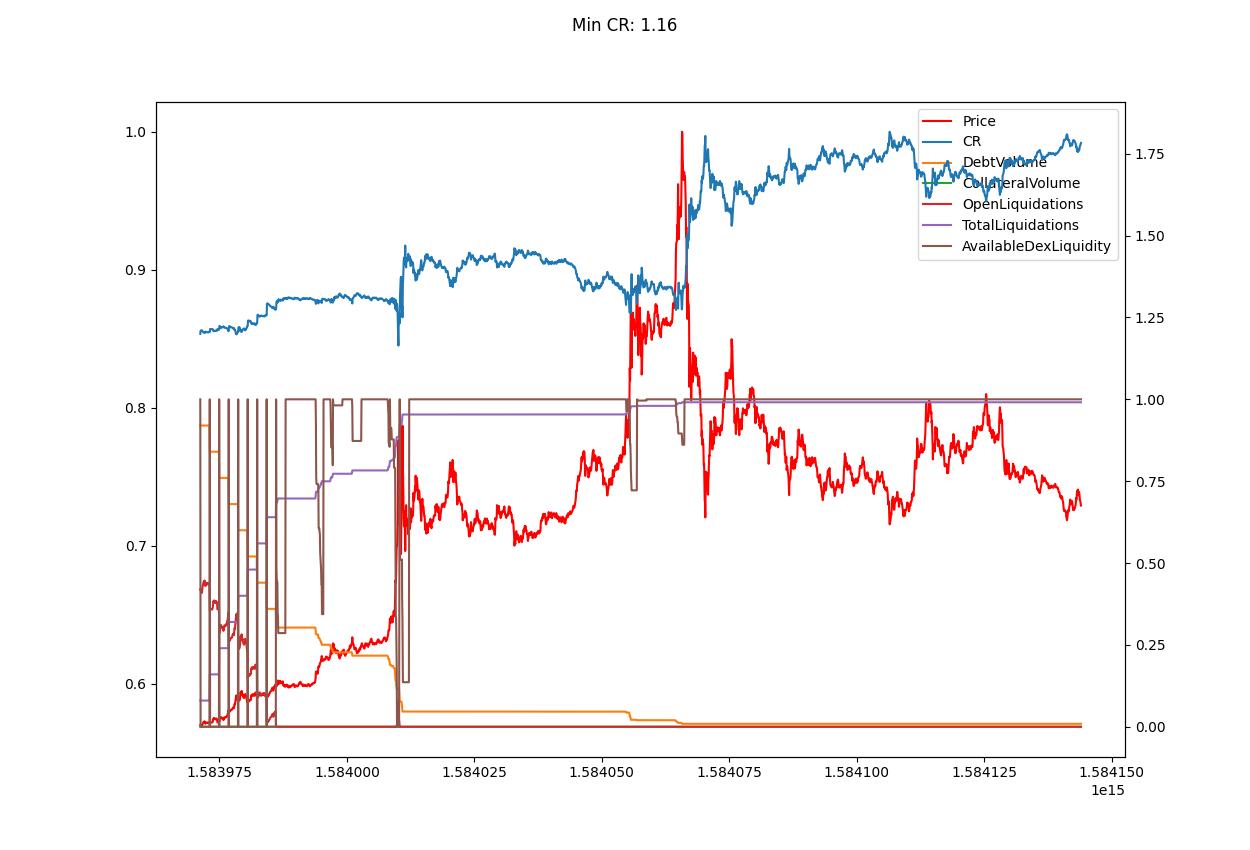 Min CR: 1.16
1.0
0.9
0.8
0.7
0.6
Price
CR
DebtVolume
CollateralVolume
OpenLiquidations
TotalLiquidations
AvailableDexLiquidity
1.75
1.50
1.25
1.00
0.75
0.50
0.25
0.00
1.583975 1.584000 1.584025 1.584050 1.584075 1.584100 1.584125 1.584150
1e15